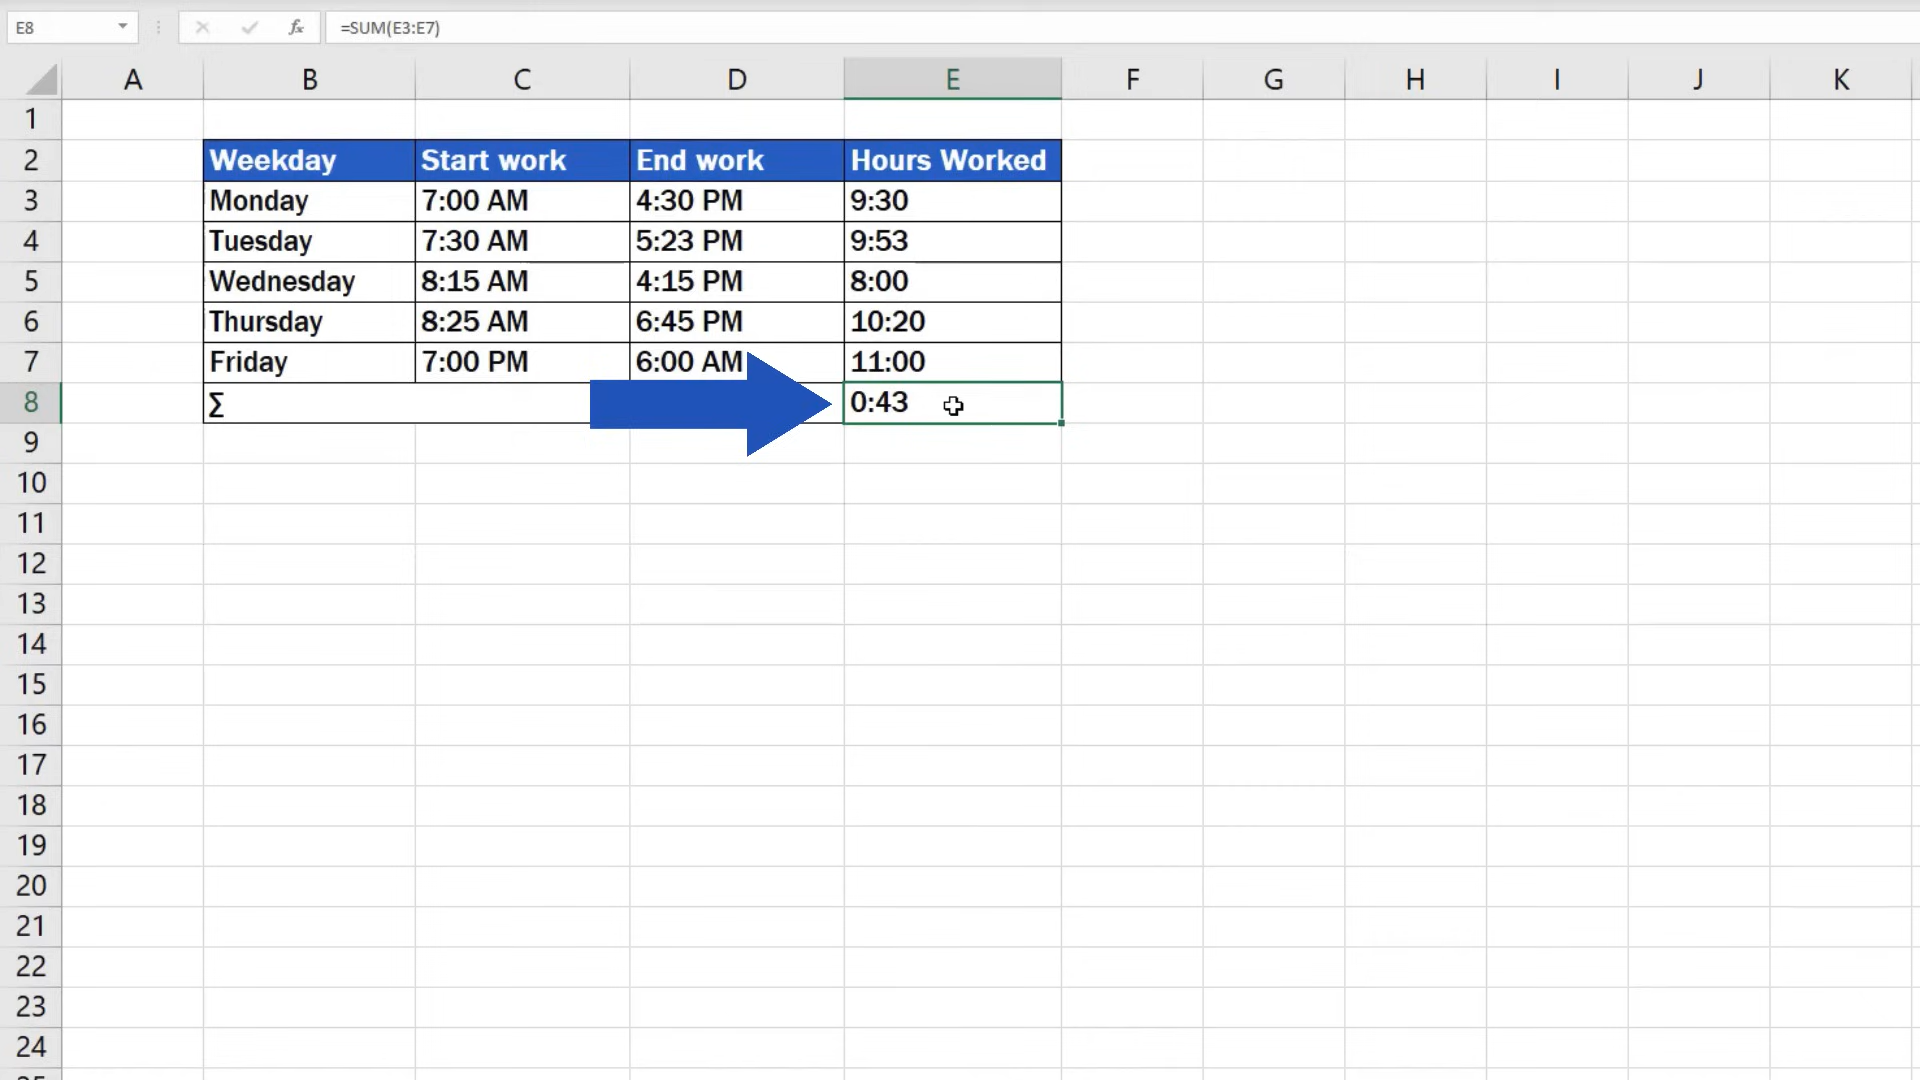 E8 fx =SUM(E3:E7)
A B C D E F G H I J K
1
2 Weekday Start work End work Hours Worked
3 Monday 7:00 AM 4:30 PM 9:30
4 Tuesday 7:30 AM 5:23 PM 9:53
5 Wednesday 8:15 AM 4:15 PM 8:00
6 Thursday 8:25 AM 6:45 PM 10:20
7 Friday 7:00 PM 6:00 AM 11:00
8 ∑ 0:43
9
10
11
12
13
14
15
16
17
18
19
20
21
22
23
24